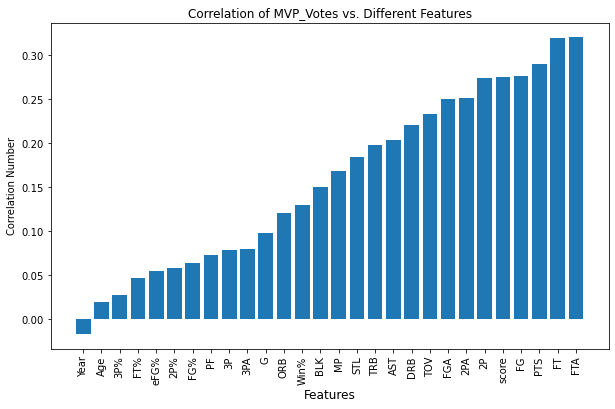 Correlation of MVP_Votes vs. Different Features
Correlation Number
0.30
0.25
0.20
0.15
0.10
0.05
0.00
Year
Age
3P%
FT%
eFG%
2P%
FG%
PF
3P
3PA
G
ORB
Win%
BLK
MP
STL
TRB
AST
DRB
TOV
FGA
2PA
2P
score
FG
PTS
FT
FTA
Features